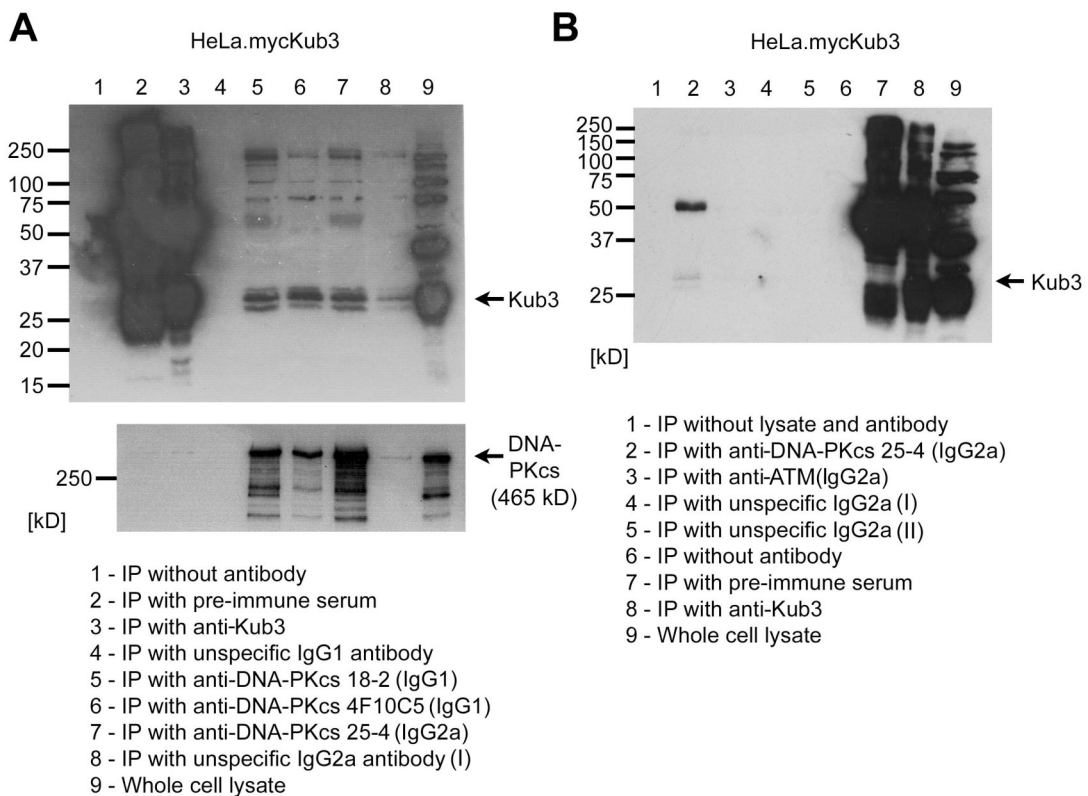 A
HeLa.mycKub3
1 2 3 4 5 6 7 8 9
250
100
75
50
37
25
20
15
Kub3
250
[kD]
DNA-
PKcs
(465 kD)
1 - IP without antibody
2 - IP with pre-immune serum
3 - IP with anti-Kub3
4 - IP with unspecific IgG1 antibody
5 - IP with anti-DNA-PKcs 18-2 (IgG1)
6 - IP with anti-DNA-PKcs 4F10C5 (IgG1)
7 - IP with anti-DNA-PKcs 25-4 (IgG2a)
8 - IP with unspecific IgG2a antibody (I)
9 - Whole cell lysate
B
HeLa.mycKub3
1 2 3 4 5 6 7 8 9
250
150
100
75
50
37
25
Kub3
[kD]
1 - IP without lysate and antibody
2 - IP with anti-DNA-PKcs 25-4 (IgG2a)
3 - IP with anti-ATM(IgG2a)
4 - IP with unspecific IgG2a (I)
5 - IP with unspecific IgG2a (II)
6 - IP without antibody
7 - IP with pre-immune serum
8 - IP with anti-Kub3
9 - Whole cell lysate